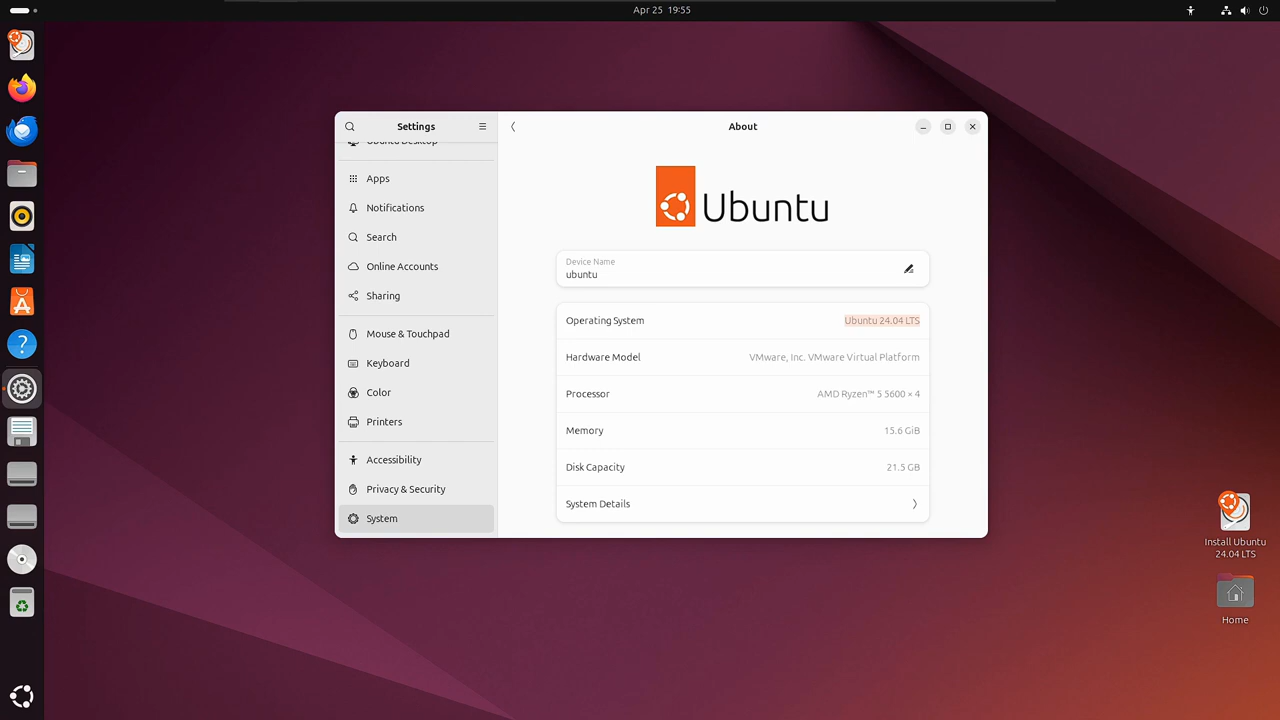 Apr 25 19:55
Settings
About
Ubuntu Desktop
Apps
Notifications
Search
Online Accounts
Sharing
Mouse & Touchpad
Keyboard
Color
Printers
Accessibility
Privacy & Security
System
Ubuntu
Device Name
ubuntu
Operating System
Ubuntu 24.04 LTS
Hardware Model
VMware, Inc. VMware Virtual Platform
Processor
AMD Ryzen™ 5 5600 × 4
Memory
15.6 GiB
Disk Capacity
21.5 GB
System Details
Install Ubuntu
24.04 LTS
Home